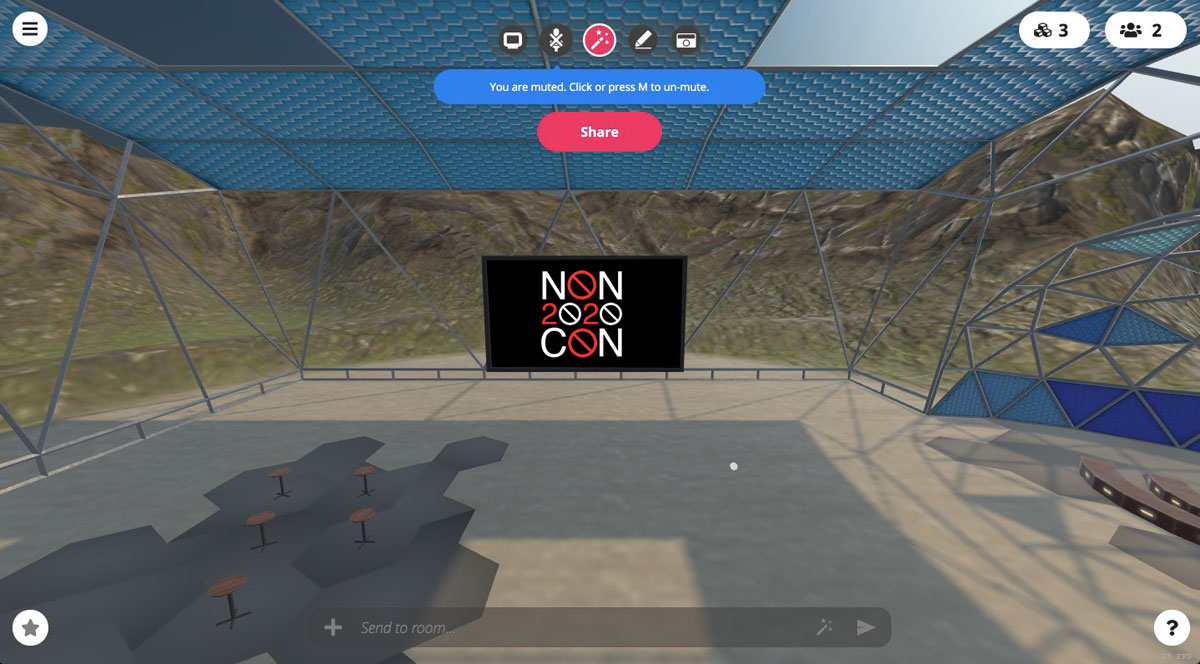 3
2
You are muted. Click or press M to un-mute.
Share
NON
2020
CON
Send to room...
?